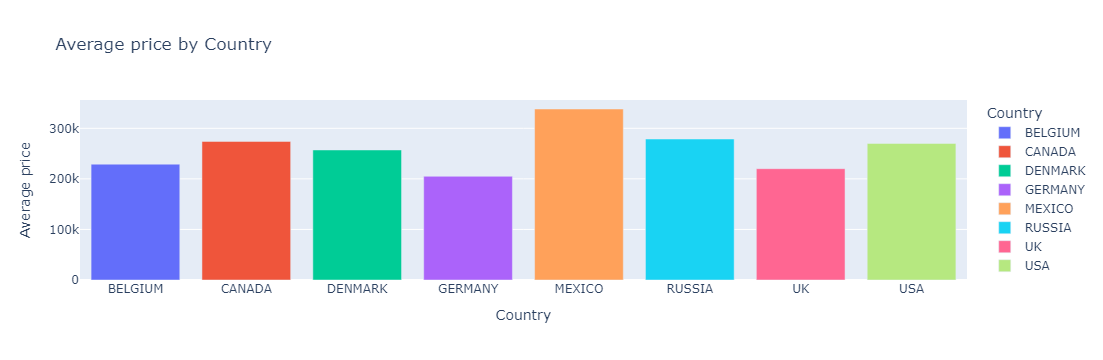 Average price by Country
Average price
300k
200k
100k
0
BELGIUM CANADA DENMARK GERMANY MEXICO RUSSIA UK USA
Country
Country
BELGIUM
CANADA
DENMARK
GERMANY
MEXICO
RUSSIA
UK
USA